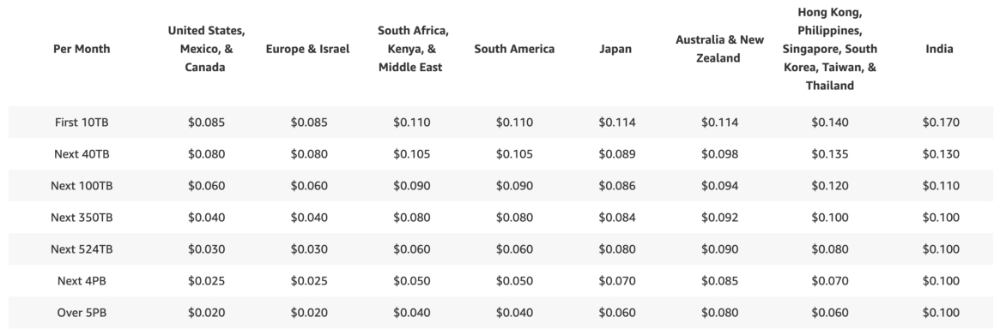 Per Month
United States,
Mexico, &
Canada
Europe & Israel
South Africa,
Kenya, &
Middle East
South America
Japan
Australia & New
Zealand
Hong Kong,
Philippines,
Singapore, South
Korea, Taiwan, &
Thailand
India
First 10TB $0.085 $0.085 $0.110 $0.110 $0.114 $0.114 $0.140 $0.170
Next 40TB $0.080 $0.080 $0.105 $0.105 $0.089 $0.098 $0.135 $0.130
Next 100TB $0.060 $0.060 $0.090 $0.090 $0.086 $0.094 $0.120 $0.110
Next 350TB $0.040 $0.040 $0.080 $0.080 $0.084 $0.092 $0.100 $0.100
Next 524TB $0.030 $0.030 $0.060 $0.060 $0.080 $0.090 $0.080 $0.100
Next 4PB $0.025 $0.025 $0.050 $0.050 $0.070 $0.085 $0.070 $0.100
Over 5PB $0.020 $0.020 $0.040 $0.040 $0.060 $0.080 $0.060 $0.100